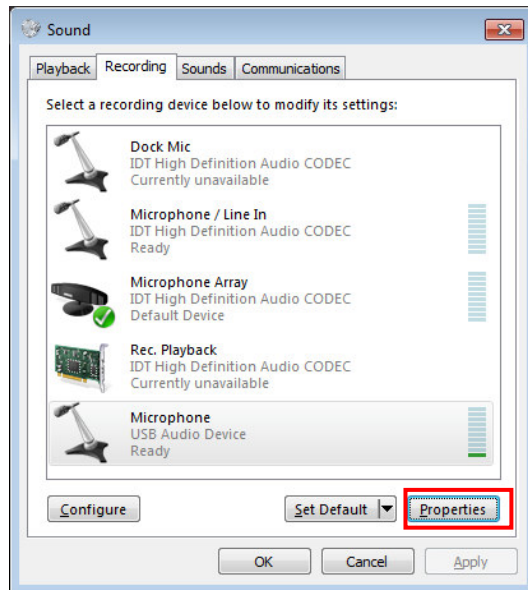 Sound
Playback Recording Sounds Communications
Select a recording device below to modify its settings:
Dock Mic
IDT High Definition Audio CODEC
Currently unavailable
Microphone / Line In
IDT High Definition Audio CODEC
Ready
Microphone Array
IDT High Definition Audio CODEC
Default Device
Rec. Playback
IDT High Definition Audio CODEC
Currently unavailable
Microphone
USB Audio Device
Ready
Configure Set Default Properties
OK Cancel Apply